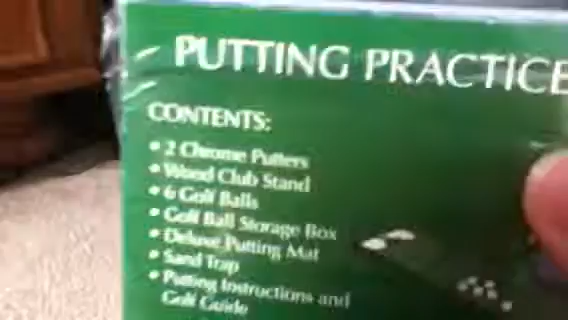 PUTTING PRACTICE
CONTENTS:
• 2 Chrome Putters
• Wood Club Stand
• 6 Golf Balls
• Golf Ball Storage Box
• Deluxe Putting Mat
• Sand Trap
• Putting Instructions and
Golf Guide